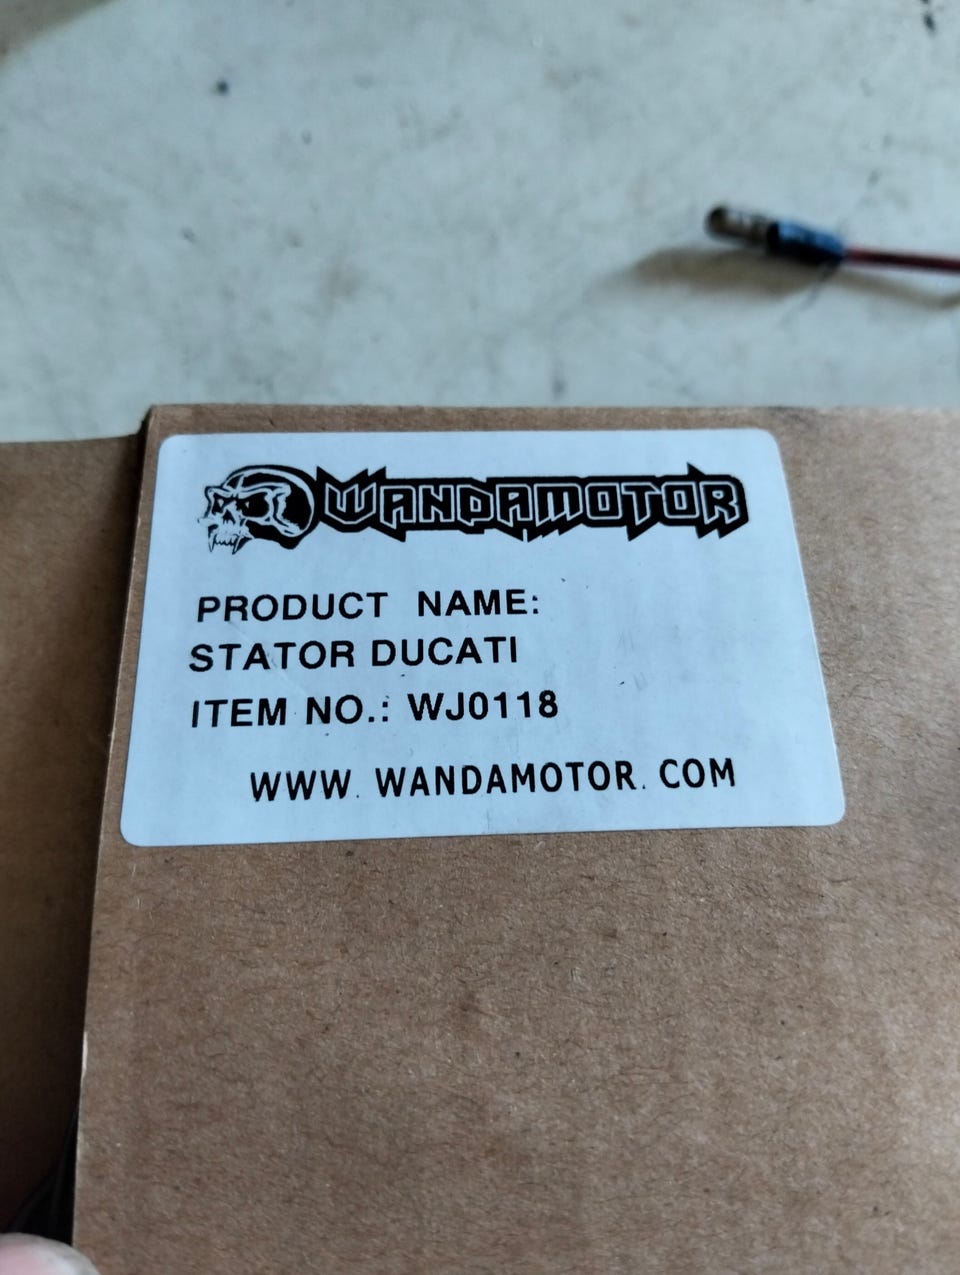 WANDAMOTOR
PRODUCT NAME:
STATOR DUCATI
ITEM NO.: WJ0118
WWW. WANDAMOTOR. COM